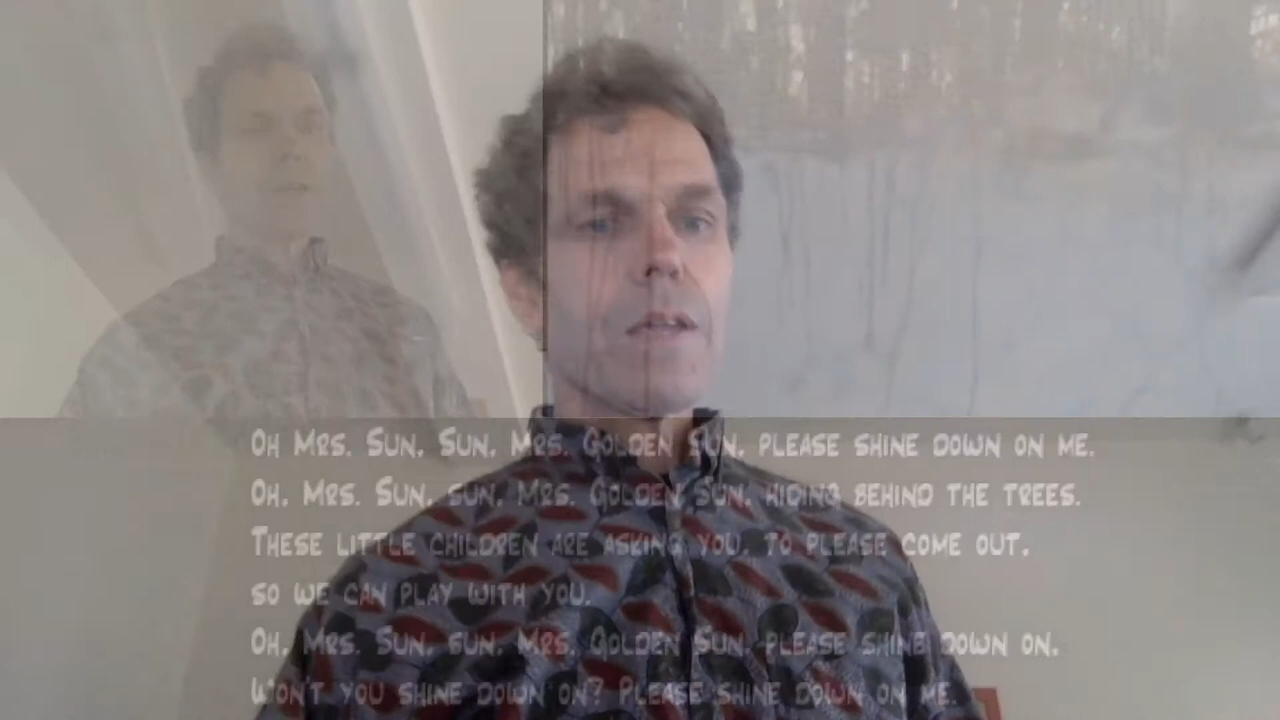 Oh Mrs. Sun, Sun, Mrs. Golden Sun, please shine down on me.
Oh, Mrs. Sun, sun, Mrs. Golden Sun, hiding behind the trees.
These little children are asking you, to please come out,
so we can play with you.
Oh, Mrs. Sun, sun, Mrs. Golden Sun, please shine down on.
Won't you shine down on? Please shine down on me.